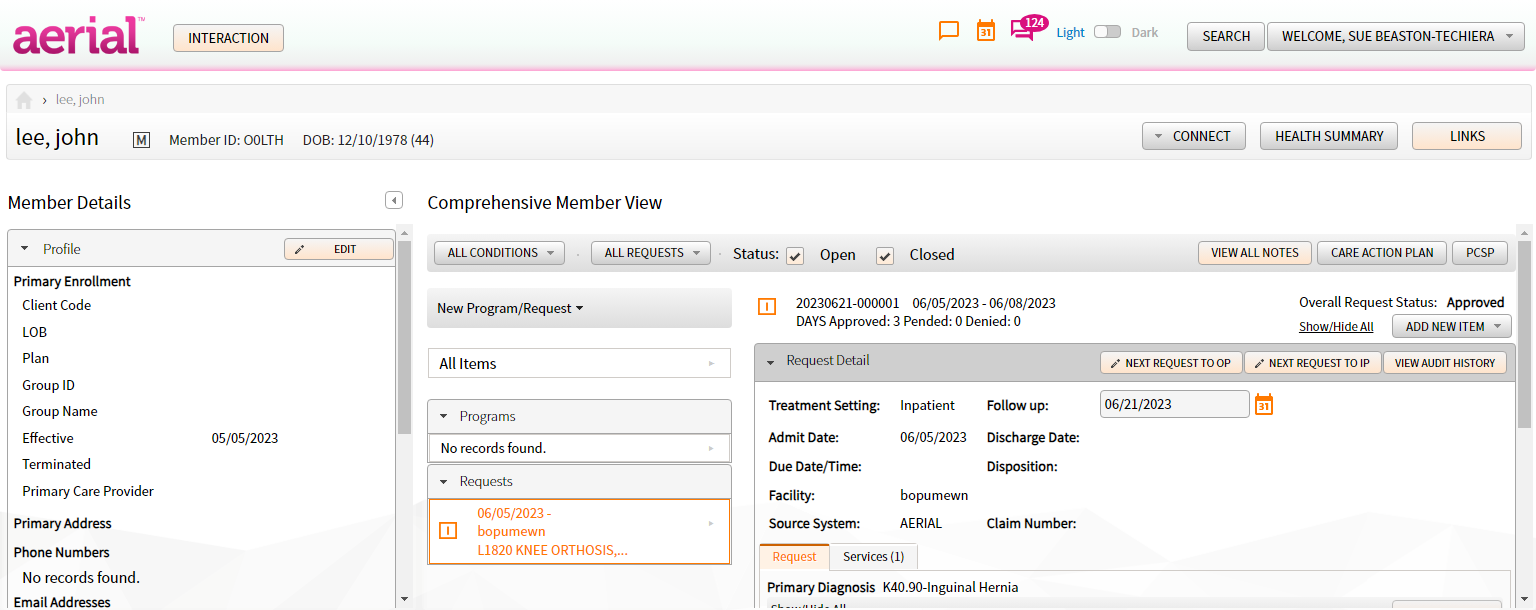 aerial™
INTERACTION
31
124
Light
Dark
SEARCH
WELCOME, SUE BEASTON-TECHIERA
› lee, john
lee, john
M
Member ID: O0LTH
DOB: 12/10/1978 (44)
CONNECT
HEALTH SUMMARY
LINKS
Member Details
Profile
EDIT
Primary Enrollment
Client Code
LOB
Plan
Group ID
Group Name
Effective 05/05/2023
Terminated
Primary Care Provider
Primary Address
Phone Numbers
No records found.
Email Addresses
Comprehensive Member View
ALL CONDITIONS
ALL REQUESTS
Status:
Open
Closed
VIEW ALL NOTES
CARE ACTION PLAN
PCSP
New Program/Request
All Items
Programs
No records found.
Requests
I
06/05/2023 -
bopumewn
L1820 KNEE ORTHOSIS,...
I
20230621-000001 06/05/2023 - 06/08/2023
DAYS Approved: 3 Pended: 0 Denied: 0
Overall Request Status: Approved
Show/Hide All
ADD NEW ITEM
Request Detail
NEXT REQUEST TO OP
NEXT REQUEST TO IP
VIEW AUDIT HISTORY
Treatment Setting: Inpatient Follow up: 06/21/2023 31
Admit Date: 06/05/2023 Discharge Date:
Due Date/Time: Disposition:
Facility: bopumewn
Source System: AERIAL Claim Number:
Request
Services (1)
Primary Diagnosis K40.90-Inguinal Hernia
Show/Hide All